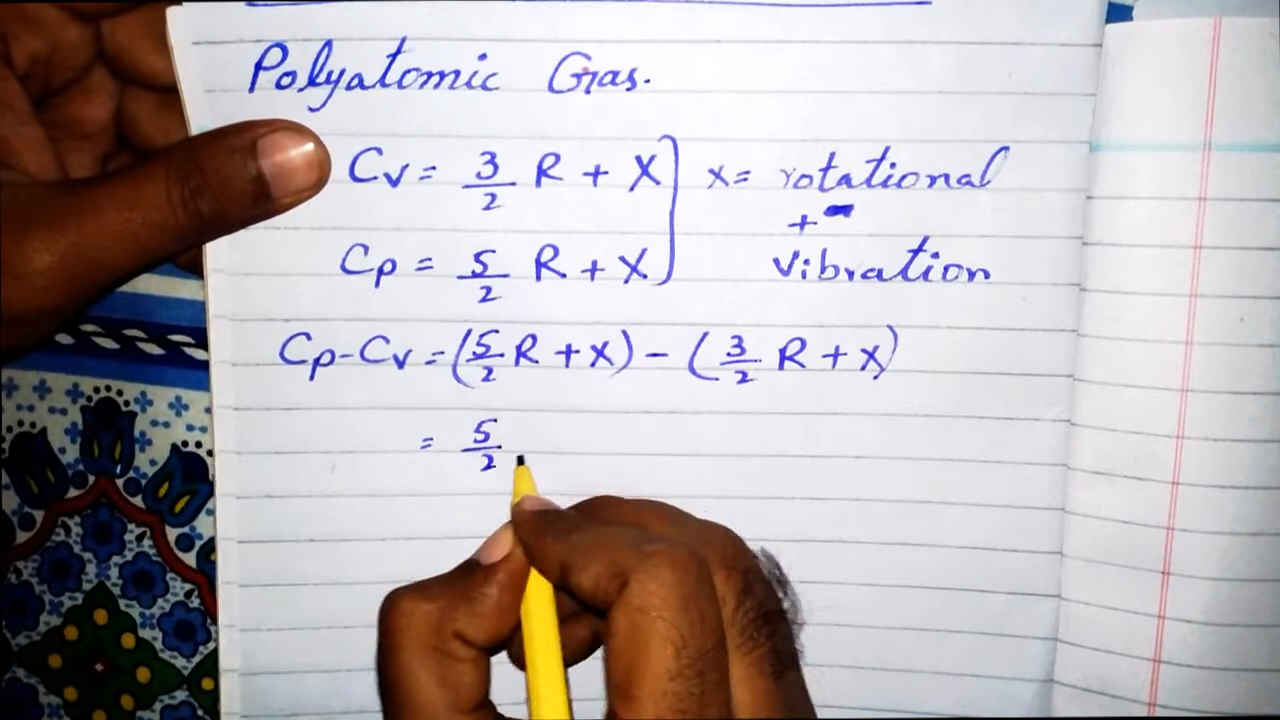 Polyatomic Gas.
Cv = 3/2 R + X] x = rotational
+
Cp = 5/2 R + X] vibration
Cp - Cv = (5/2 R + x) - (3/2 R + x)
= 5/2